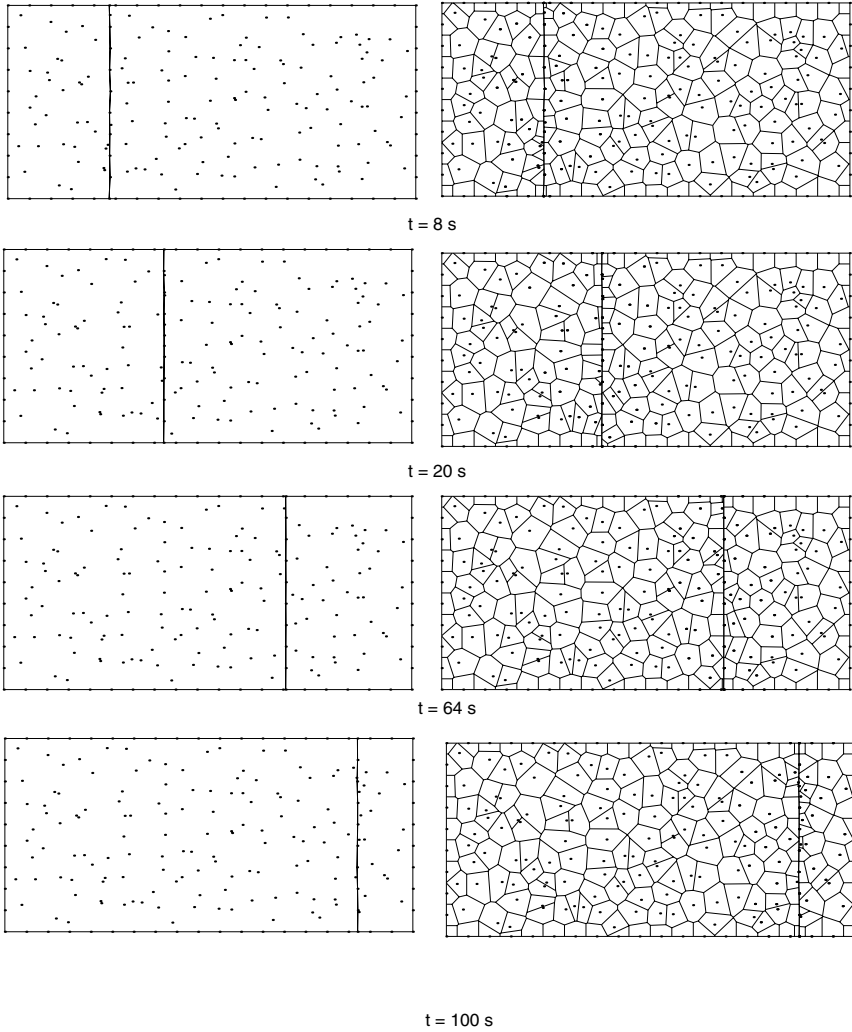 t = 8 s
t = 20 s
t = 64 s
t = 100 s